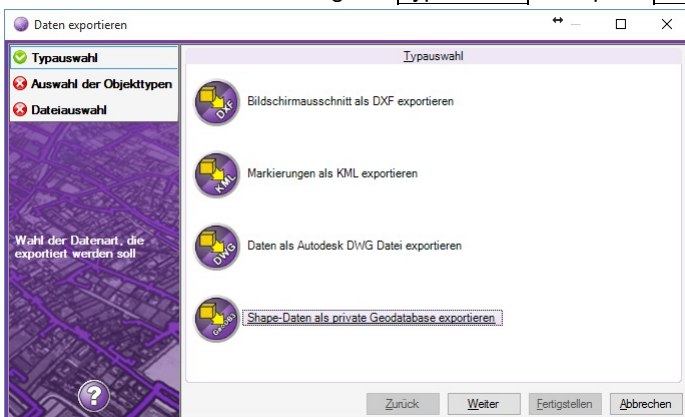 Daten exportieren
Typauswahl
Auswahl der Objekttypen
Dateiauswahl
Wahl der Datenart, die
exportiert werden soll
?
Typauswahl
DXF
Bildschirmausschnitt als DXF exportieren
KML
Markierungen als KML exportieren
DWG
Daten als Autodesk DWG Datei exportieren
Shape-Daten als private Geodatabase exportieren
Zurück
Weiter
Fertigstellen
Abbrechen